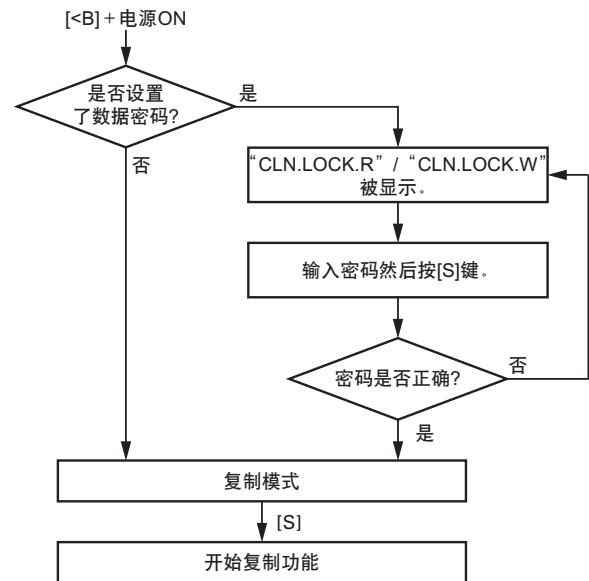 [<B]＋电源ON
是否设置
了数据密码?
是
否
“CLN.LOCK.R” / “CLN.LOCK.W”
被显示。
输入密码然后按[S]键。
密码是否正确?
否
是
复制模式
[S]
开始复制功能